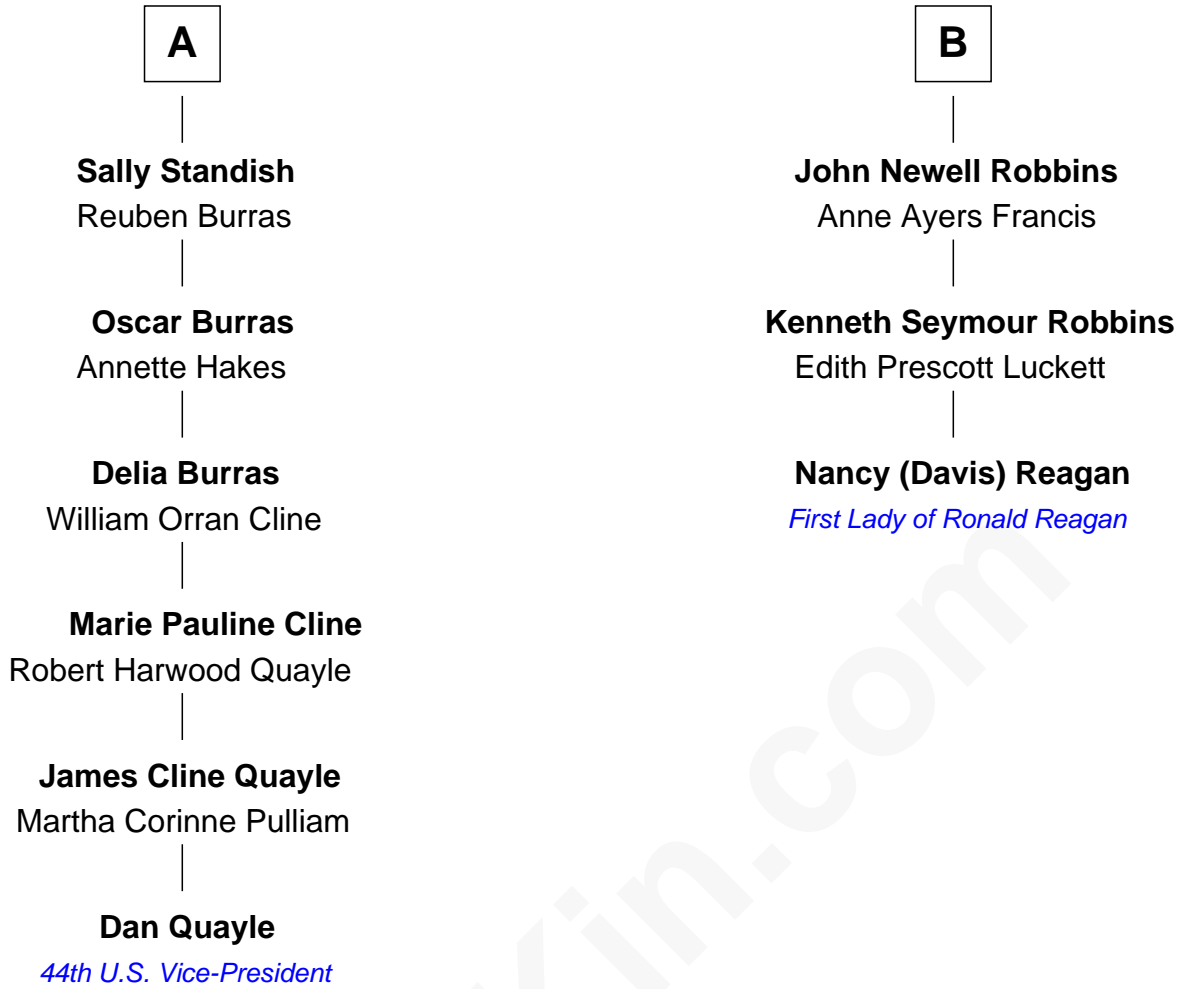 A
Sally Standish
Reuben Burras
Oscar Burras
Annette Hakes
Delia Burras
William Orran Cline
Marie Pauline Cline
Robert Harwood Quayle
James Cline Quayle
Martha Corinne Pulliam
Dan Quayle
44th U.S. Vice-President
B
John Newell Robbins
Anne Ayers Francis
Kenneth Seymour Robbins
Edith Prescott Luckett
Nancy (Davis) Reagan
First Lady of Ronald Reagan
Kin.com